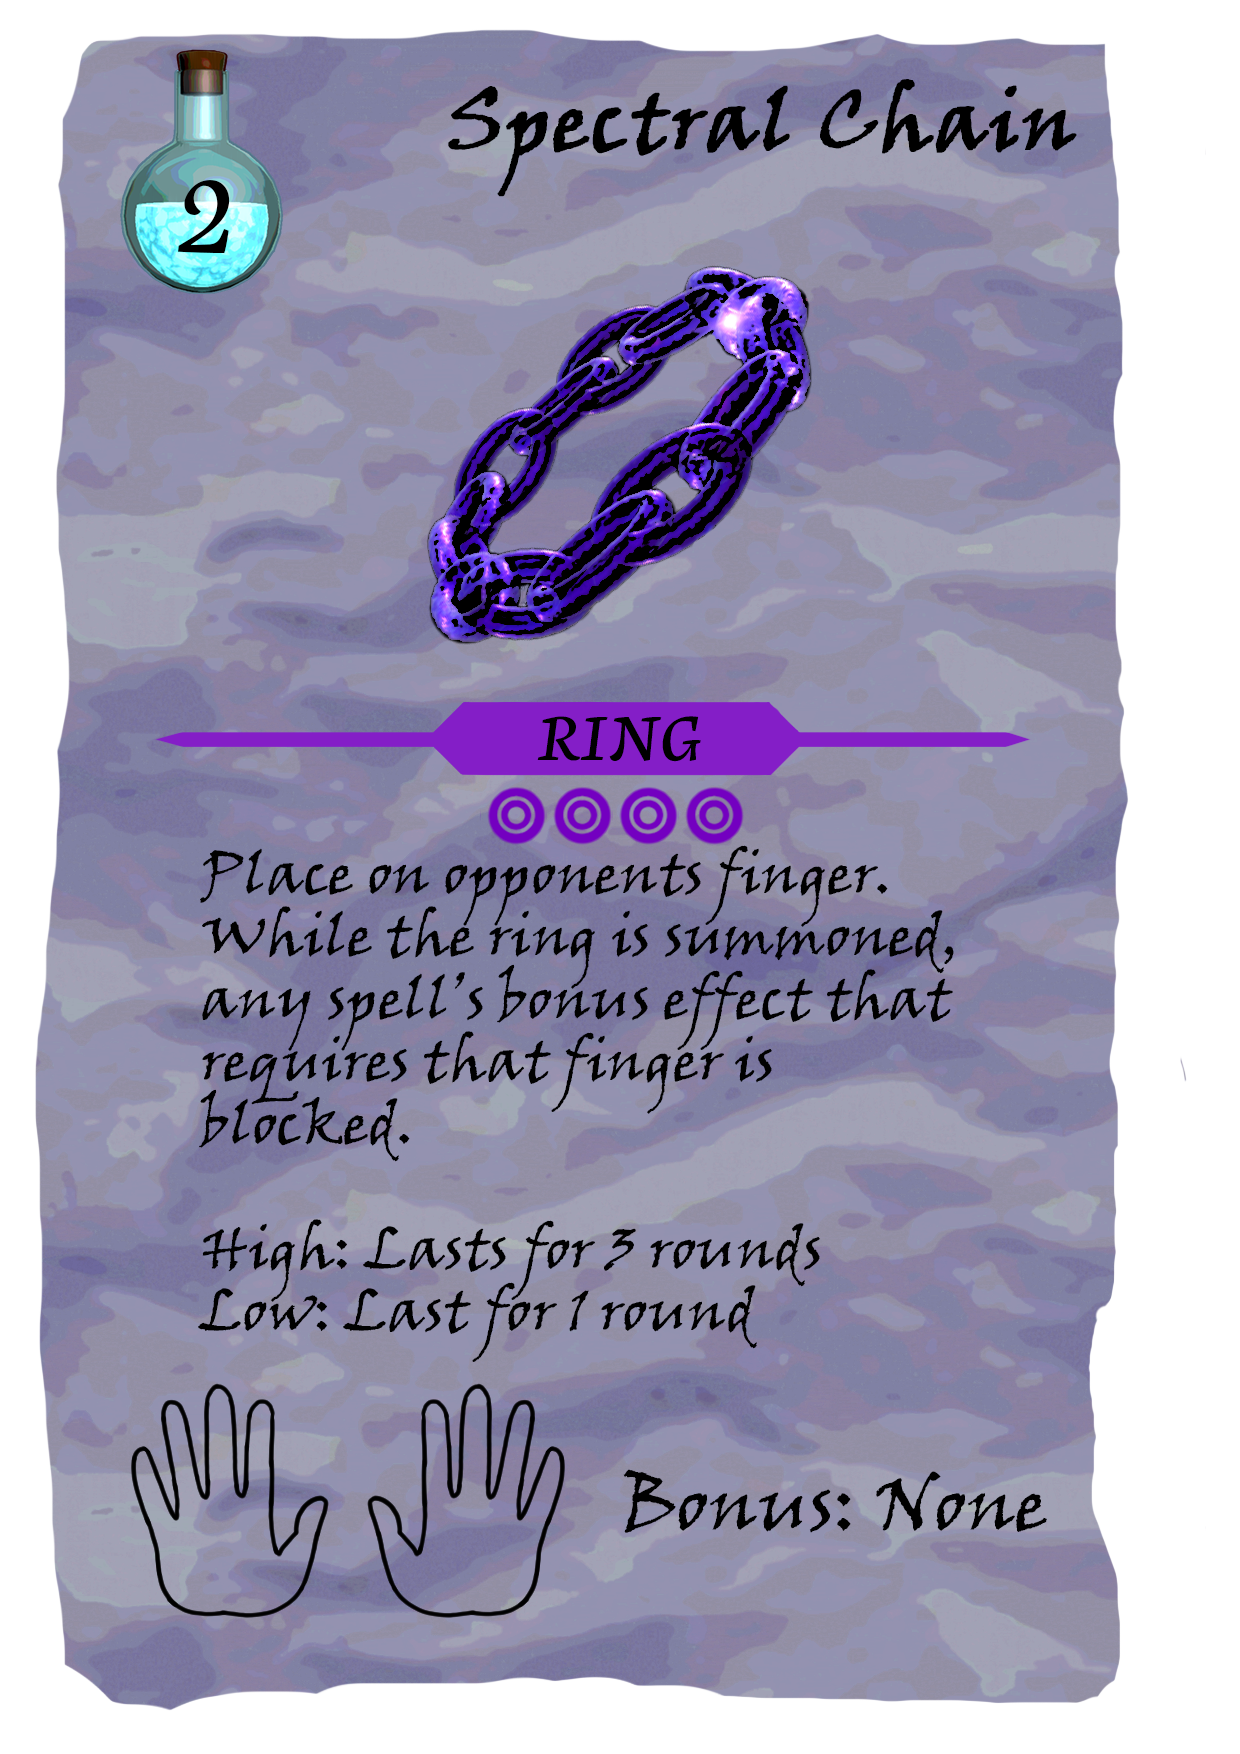 2
Spectral Chain
RING
Place on opponents finger.
While the ring is summoned,
any spell's bonus effect that
requires that finger is
blocked.
High: Lasts for 3 rounds
Low: Last for 1 round
Bonus: None